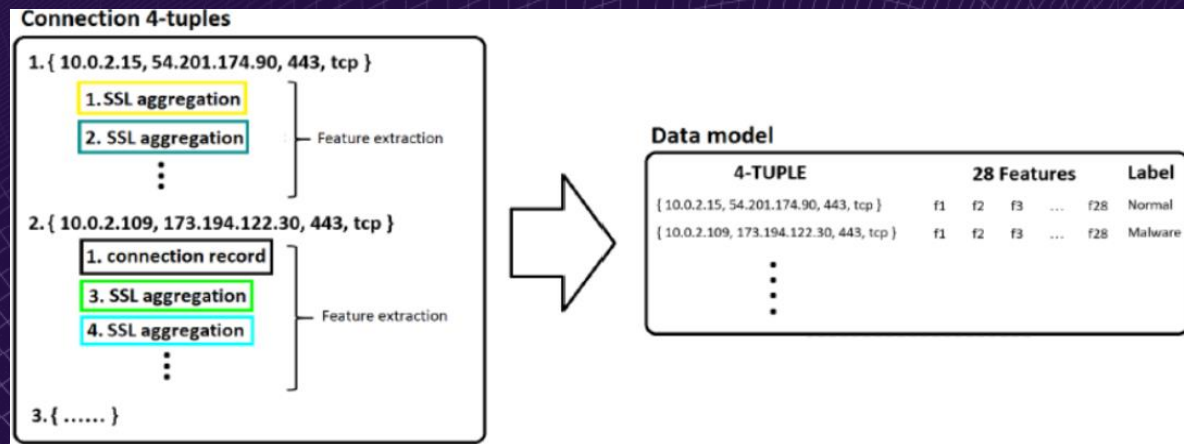 Connection 4-tuples
1. { 10.0.2.15, 54.201.174.90, 443, tcp }
1. SSL aggregation
2. SSL aggregation
Feature extraction
2. { 10.0.2.109, 173.194.122.30, 443, tcp }
1. connection record
3. SSL aggregation
4. SSL aggregation
Feature extraction
3. { ...... }
Data model
4-TUPLE 28 Features Label
{ 10.0.2.15, 54.201.174.90, 443, tcp } f1 f2 f3 ... f28 Normal
{ 10.0.2.109, 173.194.122.30, 443, tcp } f1 f2 f3 ... f28 Malware